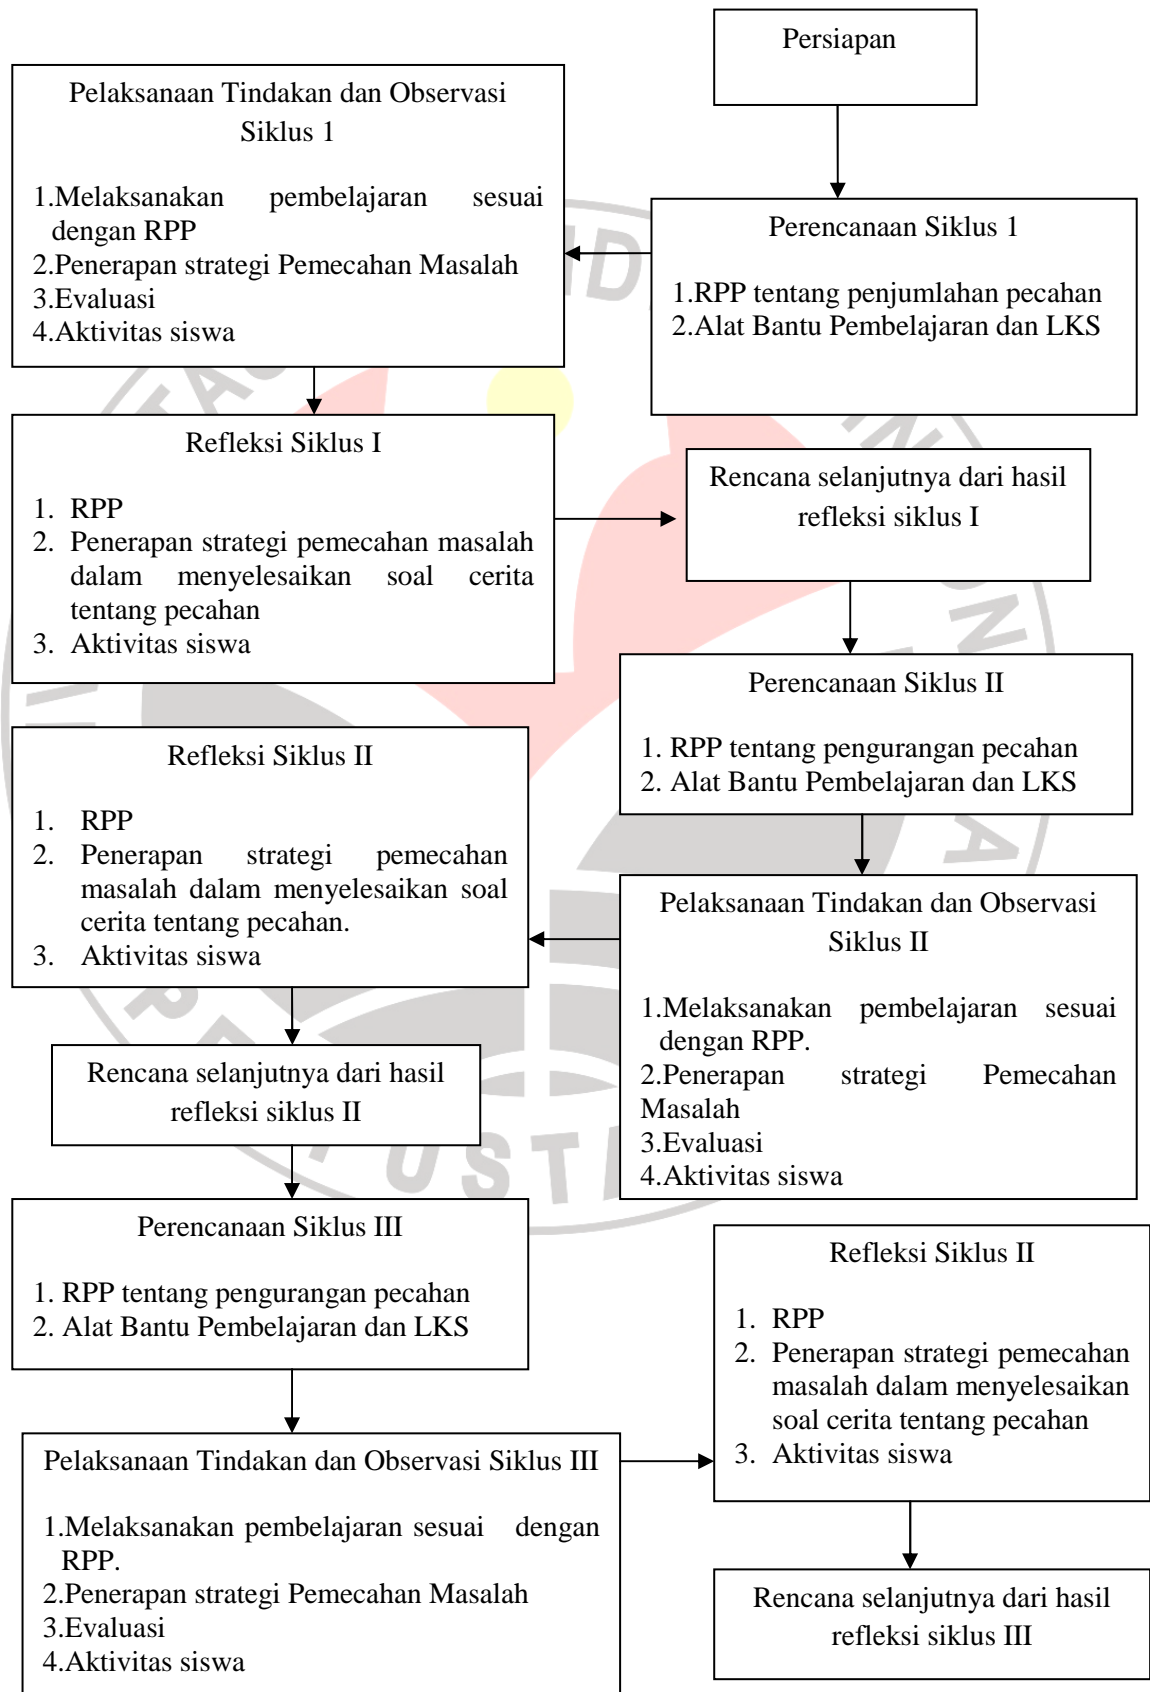 Persiapan
Pelaksanaan Tindakan dan Observasi
Siklus 1
1.Melaksanakan pembelajaran sesuai
dengan RPP
2.Penerapan strategi Pemecahan Masalah
3.Evaluasi
4.Aktivitas siswa
Perencanaan Siklus 1
1.RPP tentang penjumlahan pecahan
2.Alat Bantu Pembelajaran dan LKS
Refleksi Siklus I
1. RPP
2. Penerapan strategi pemecahan masalah
dalam menyelesaikan soal cerita
tentang pecahan
3. Aktivitas siswa
Rencana selanjutnya dari hasil
refleksi siklus I
Perencanaan Siklus II
1. RPP tentang pengurangan pecahan
2. Alat Bantu Pembelajaran dan LKS
Refleksi Siklus II
1. RPP
2. Penerapan strategi pemecahan
masalah dalam menyelesaikan soal
cerita tentang pecahan.
3. Aktivitas siswa
Pelaksanaan Tindakan dan Observasi
Siklus II
1.Melaksanakan pembelajaran sesuai
dengan RPP.
2.Penerapan strategi Pemecahan
Masalah
3.Evaluasi
4.Aktivitas siswa
Rencana selanjutnya dari hasil
refleksi siklus II
Perencanaan Siklus III
1. RPP tentang pengurangan pecahan
2. Alat Bantu Pembelajaran dan LKS
Refleksi Siklus II
1. RPP
2. Penerapan strategi pemecahan
masalah dalam menyelesaikan
soal cerita tentang pecahan
3. Aktivitas siswa
Pelaksanaan Tindakan dan Observasi Siklus III
1.Melaksanakan pembelajaran sesuai dengan
RPP.
2.Penerapan strategi Pemecahan Masalah
3.Evaluasi
4.Aktivitas siswa
Rencana selanjutnya dari hasil
refleksi siklus III